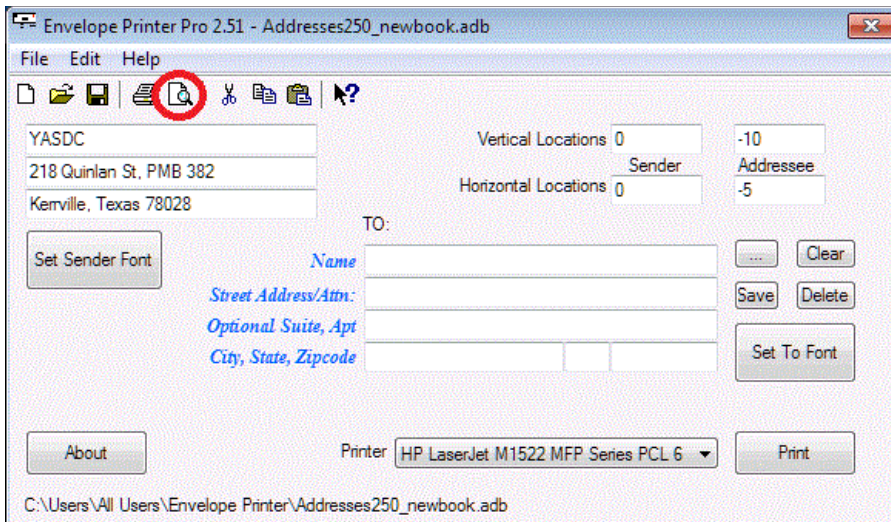 Envelope Printer Pro 2.51 - Addresses250_newbook.adb
File Edit Help
YASDC
218 Quinlan St, PMB 382
Kerrville, Texas 78028
Vertical Locations 0 -10
Sender Addressee
Horizontal Locations 0 -5
TO:
Set Sender Font
Name
... Clear
Street Address/Attn:
Save Delete
Optional Suite, Apt
City, State, Zipcode
Set To Font
About
Printer HP LaserJet M1522 MFP Series PCL 6
Print
C:\Users\All Users\Envelope Printer\Addresses250_newbook.adb